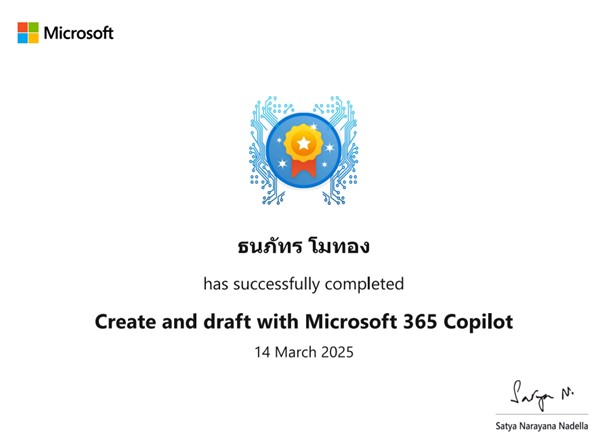 Microsoft
ธนภัทร โมทอง
has successfully completed
Create and draft with Microsoft 365 Copilot
14 March 2025
Satya N.
Satya Narayana Nadella